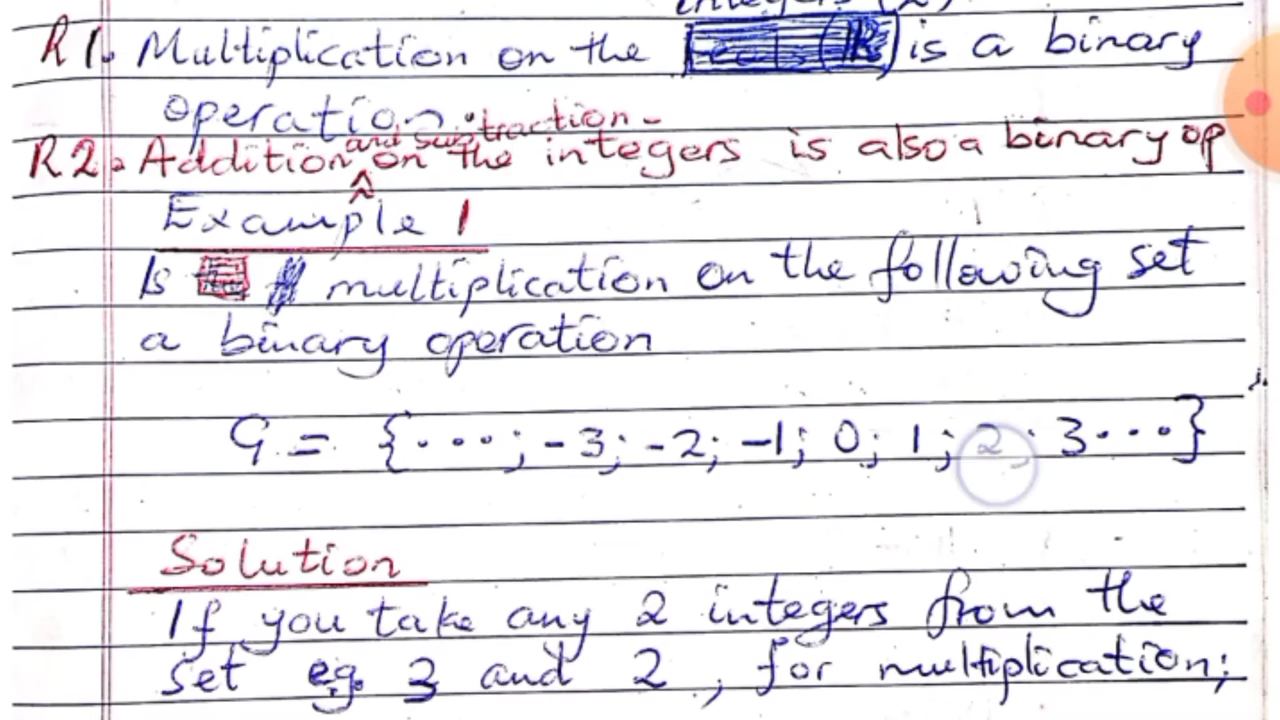 integers (Z)
R1. Multiplication on the is a binary
operation.
and subtraction
R2. Addition on the integers is also a binary op
Example 1
Is multiplication on the following set
a binary operation
G = {...; -3; -2; -1; 0; 1; 2; 3...}
Solution
If you take any 2 integers from the
set eg. 3 and 2, for multiplication;